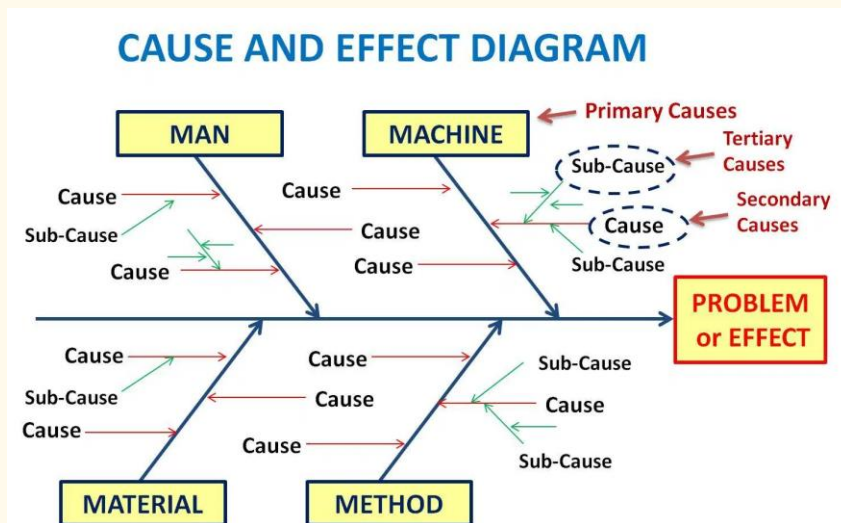 CAUSE AND EFFECT DIAGRAM
Primary Causes
MAN
MACHINE
Tertiary
Causes
Sub-Cause
Cause
Cause
Secondary
Causes
Cause
Sub-Cause
Cause
Cause
Cause
Sub-Cause
PROBLEM
or EFFECT
Cause
Cause
Sub-Cause
Sub-Cause
Cause
Cause
Cause
Cause
Sub-Cause
MATERIAL
METHOD